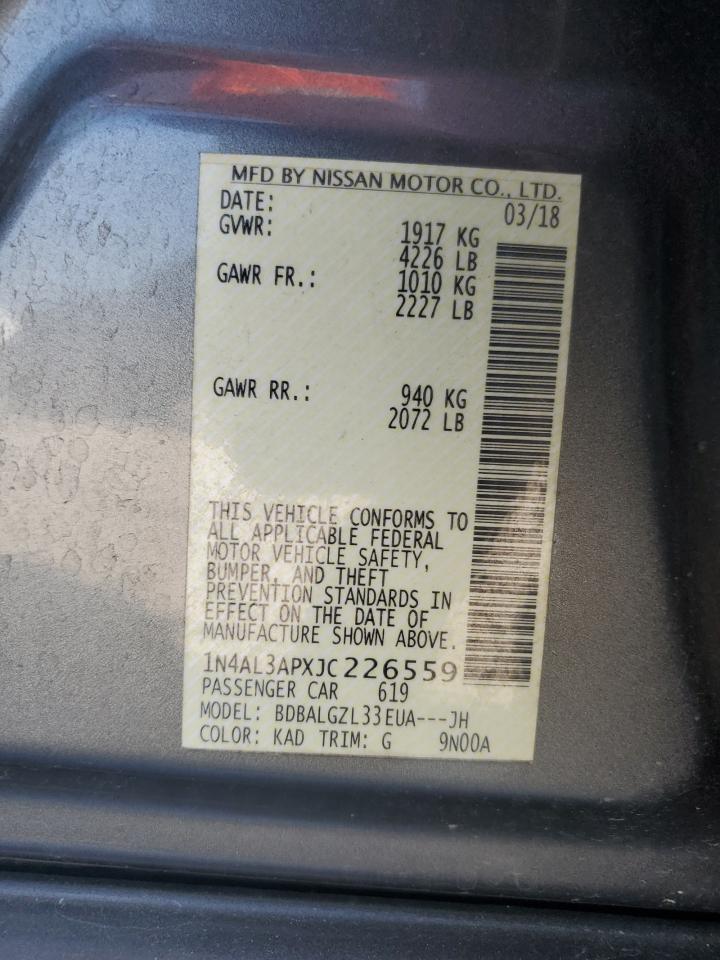 MFD BY NISSAN MOTOR CO., LTD.
DATE: 03/18
GVWR: 1917 KG
4226 LB
GAWR FR.: 1010 KG
2227 LB
GAWR RR.: 940 KG
2072 LB
THIS VEHICLE CONFORMS TO
ALL APPLICABLE FEDERAL
MOTOR VEHICLE SAFETY,
BUMPER, AND THEFT
PREVENTION STANDARDS IN
EFFECT ON THE DATE OF
MANUFACTURE SHOWN ABOVE.
1N4AL3APXJC226559
PASSENGER CAR 619
MODEL: BDBALGZL33EUA---JH
COLOR: KAD TRIM: G 9N00A